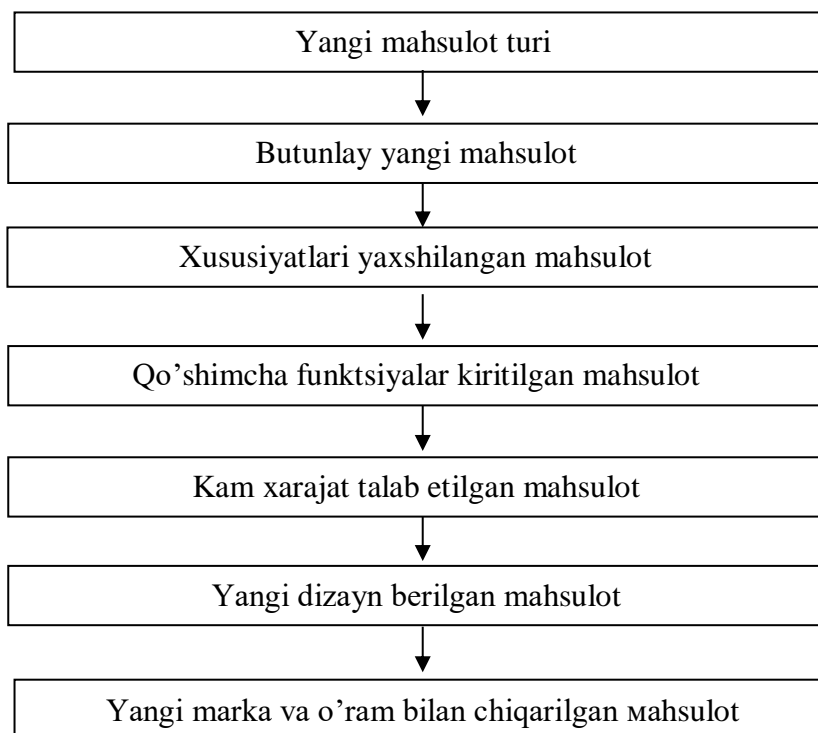 Yangi mahsulot turi
Butunlay yangi mahsulot
Xususiyatlari yaxshilangan mahsulot
Qo’shimcha funktsiyalar kiritilgan mahsulot
Kam xarajat talab etilgan mahsulot
Yangi dizayn berilgan mahsulot
Yangi marka va o’ram bilan chiqarilgan мahsulot